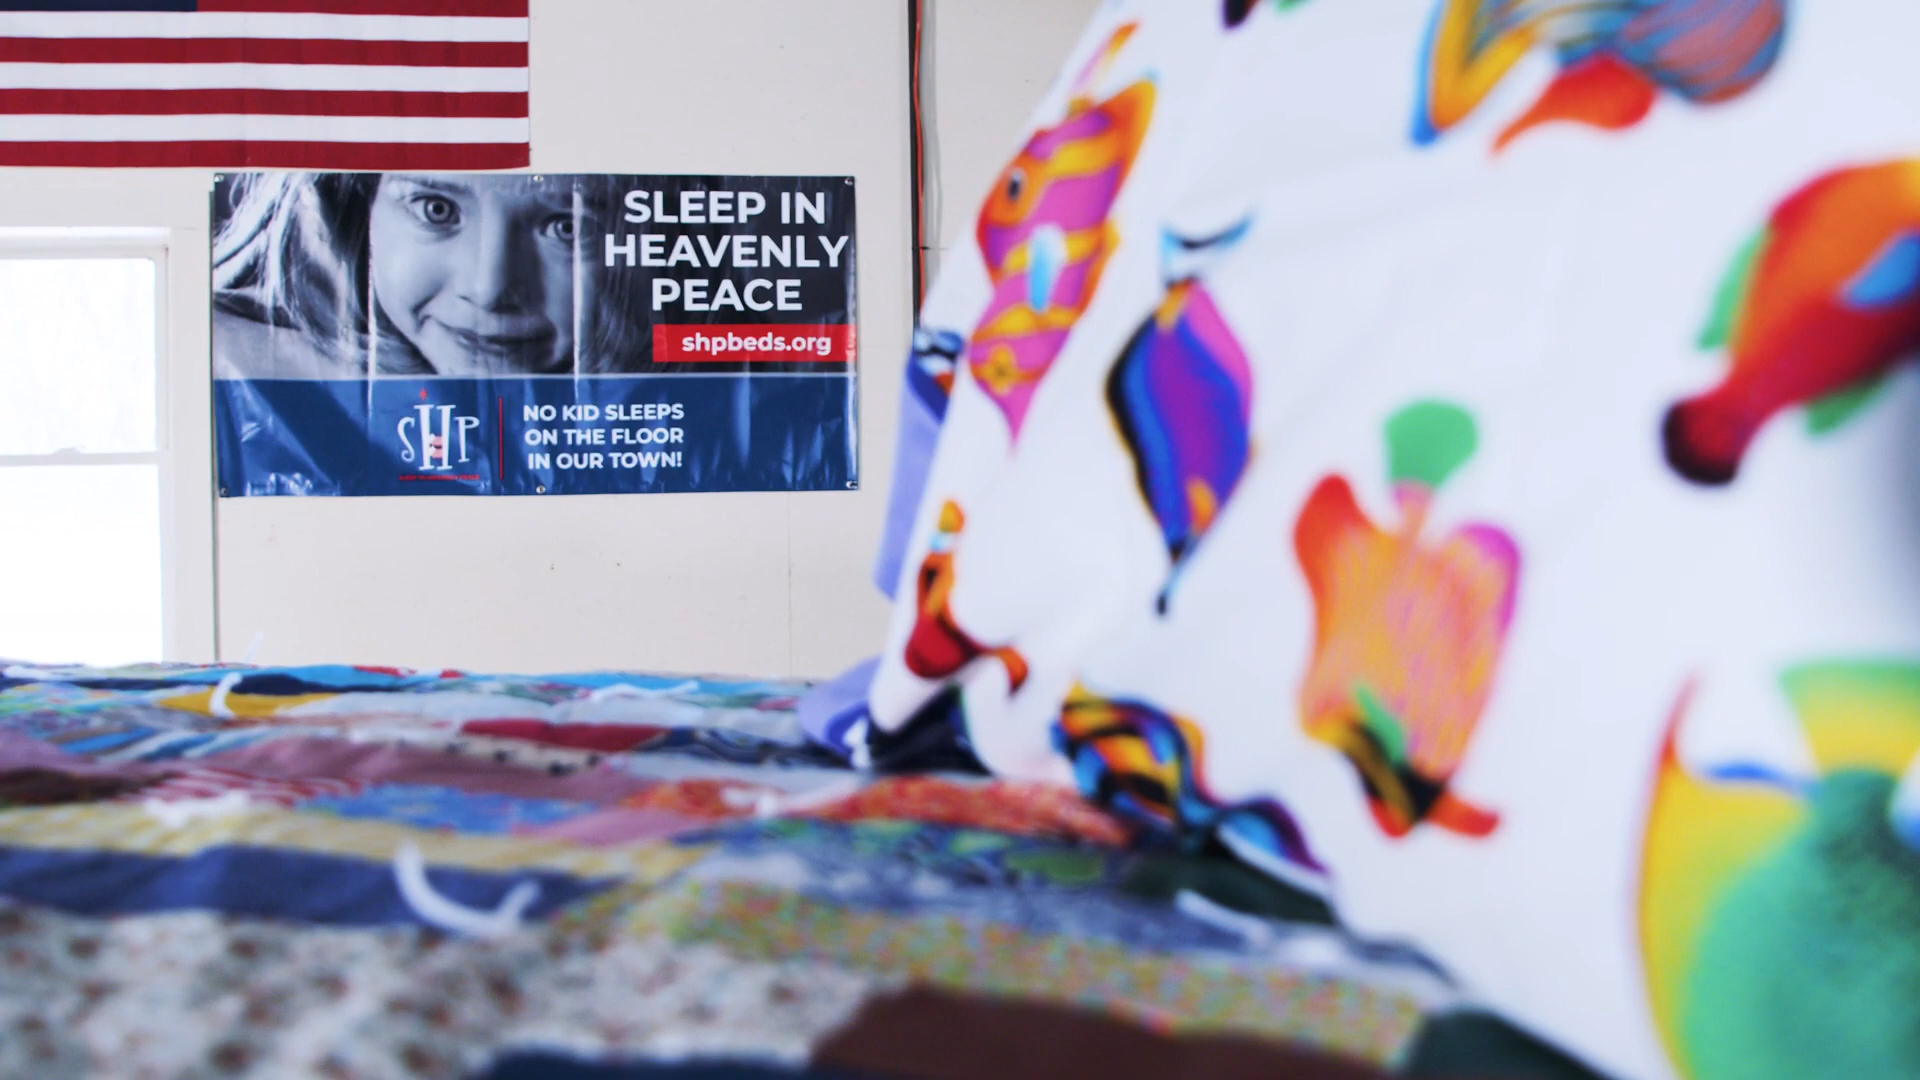 SLEEP IN
HEAVENLY
PEACE
shpbeds.org
SHP
NO KID SLEEPS
ON THE FLOOR
IN OUR TOWN!